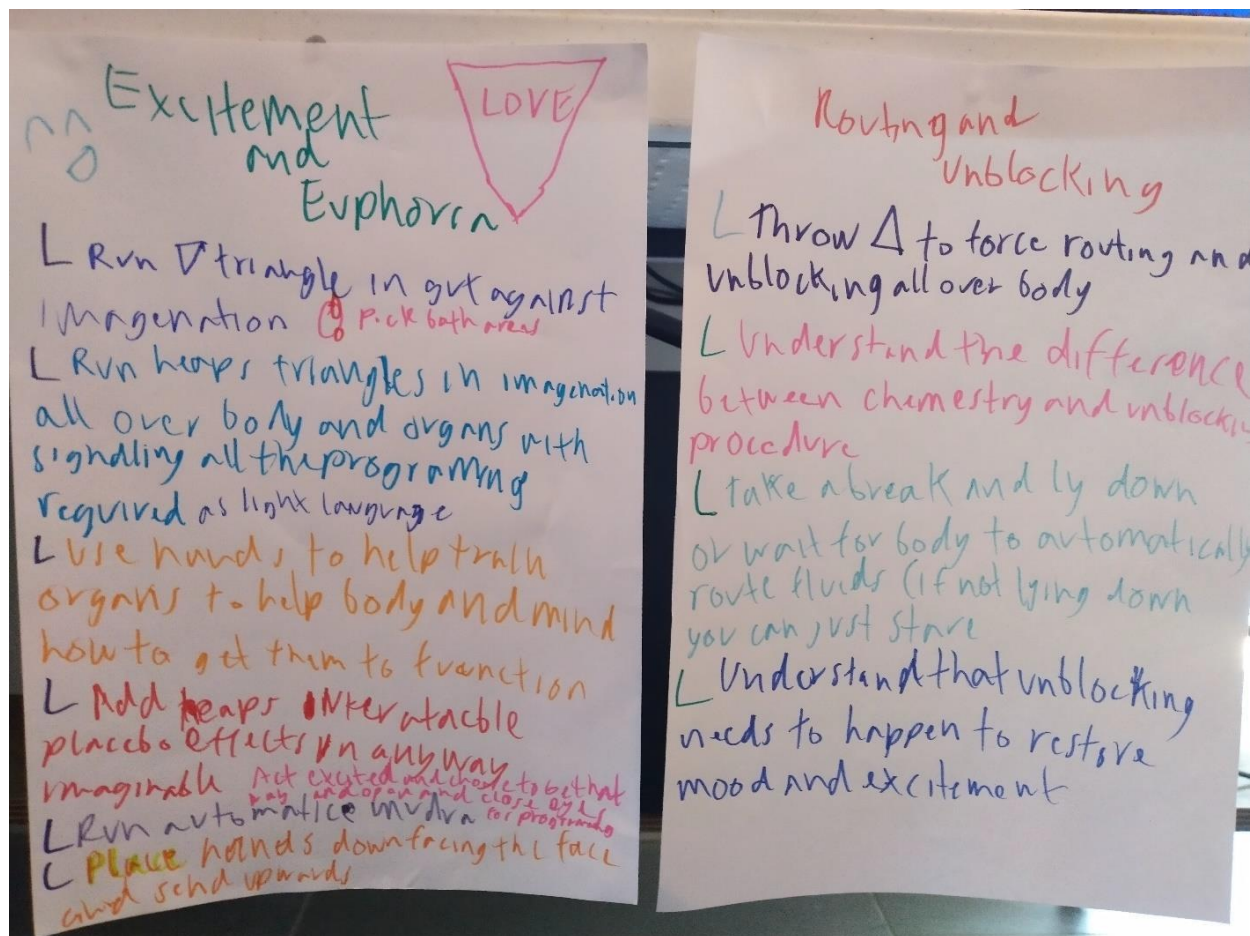 Excitement
and
Euphoria
LOVE
L Run ▽ triangle in gut against
imagenation Pick both areas
L Run heaps triangles in imagenation
all over body and organs with
signalling all the programing
required as light language
L Use hands to help train
organs to help body and mind
how to get them to function
L Add heaps
placebo effects in anyway
imaginable Act excyted and chose to be that
way and open and close eyes
L Run automatice mudra for programing
L Place hands down facing the face
and send upwards
Routing and
Unblocking
L Throw △ to force routing and
unblocking all over body
L Understand the difference
between chemestry and unblocking
procedure
L take a break and ly down
or wait for body to automatically
route fluids (if not lying down
you can just stare
L Understand that unblocking
needs to happen to restore
mood and excitement